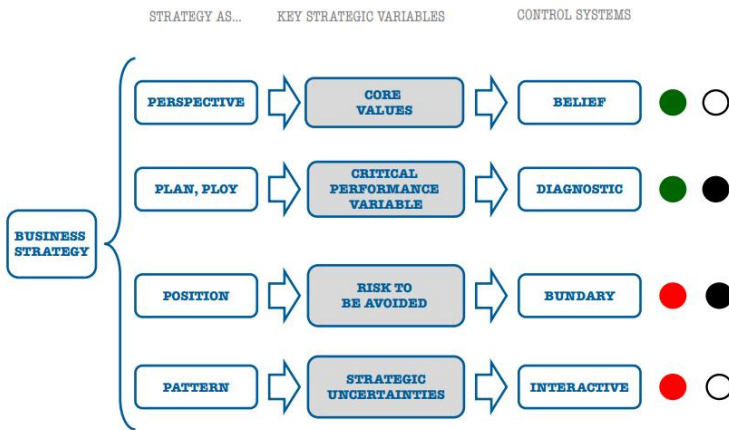 STRATEGY AS...
KEY STRATEGIC VARIABLES
CONTROL SYSTEMS
PERSPECTIVE
CORE
VALUES
BELIEF
PLAN, PLOY
CRITICAL
PERFORMANCE
VARIABLE
DIAGNOSTIC
BUSINESS
STRATEGY
POSITION
RISK TO
BE AVOIDED
BUNDARY
PATTERN
STRATEGIC
UNCERTAINTIES
INTERACTIVE